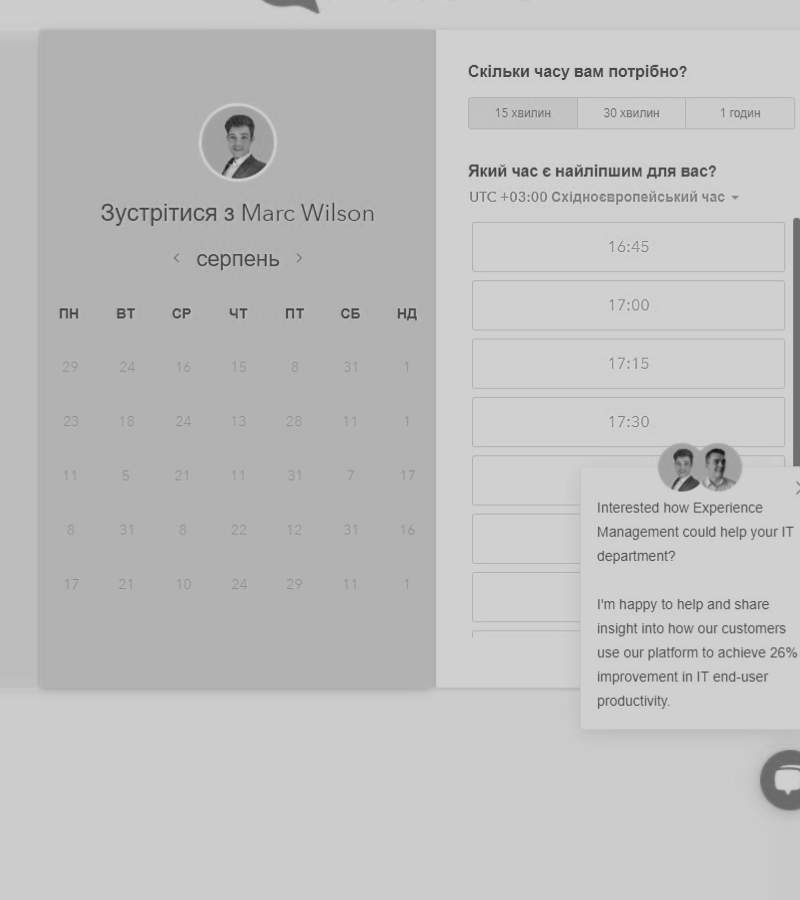 Зустрітися з Marc Wilson
серпень
ПН ВТ СР ЧТ ПТ СБ НД
29 24 16 15 8 31 1
23 18 24 13 28 11 1
11 5 21 11 31 7 17
8 31 8 22 12 31 16
17 21 10 24 29 11 1
Скільки часу вам потрібно?
15 хвилин 30 хвилин 1 годин
Який час є найліпшим для вас?
UTC +03:00 Східноєвропейський час
16:45
17:00
17:15
17:30
Interested how Experience
Management could help your IT
department?
I'm happy to help and share
insight into how our customers
use our platform to achieve 26%
improvement in IT end-user
productivity.